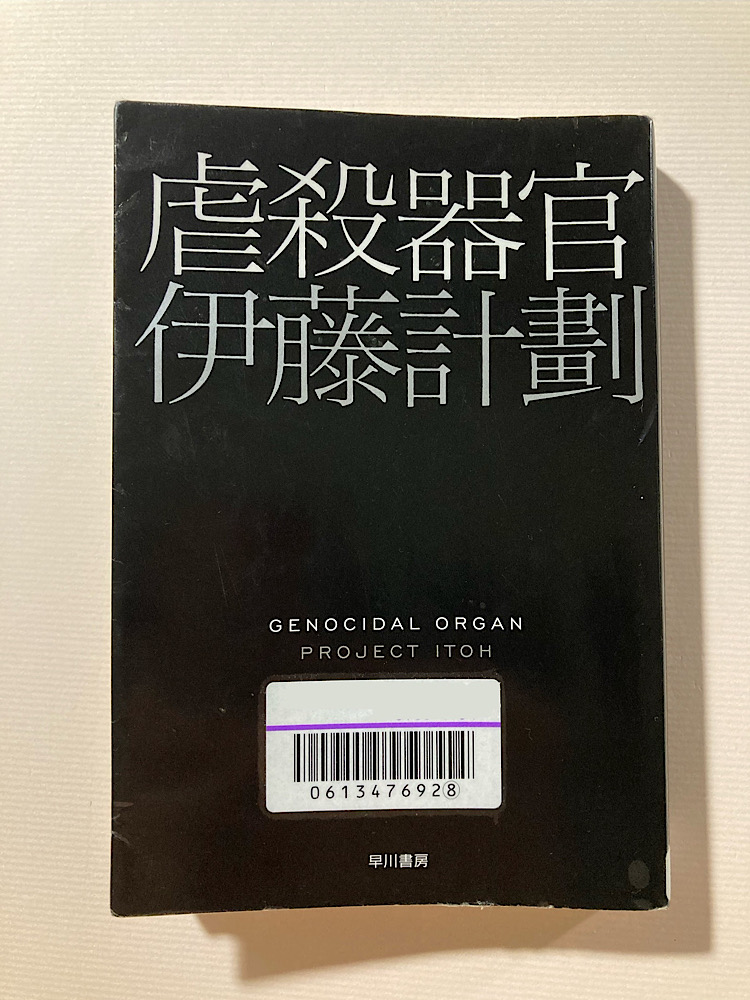 虐殺器官
伊藤計劃
GENOCIDAL ORGAN
PROJECT ITOH
0613476928
早川書房